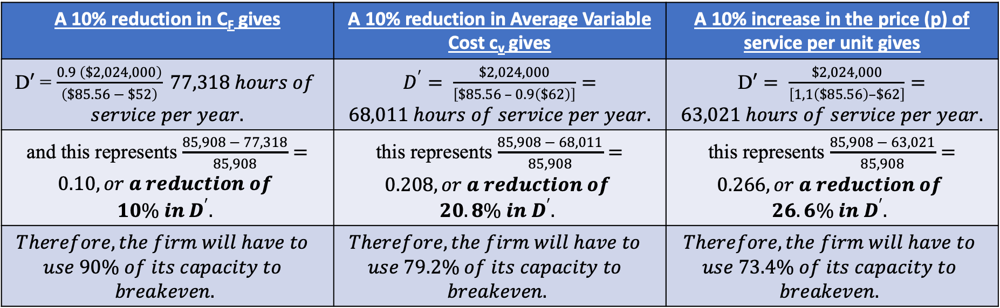 A 10% reduction in C_F gives
A 10% reduction in Average Variable
Cost c_v gives
A 10% increase in the price (p) of
service per unit gives
D′ = 0.9 ($2,024,000) / ($85.56 – $52) 77,318 hours of
service per year.
D′ = $2,024,000 / [$85.56 – 0.9($62)] =
68,011 hours of service per year.
D′ = $2,024,000 / [1,1($85.56)–$62] =
63,021 hours of service per year.
and this represents 85,908 – 77,318 / 85,908 =
0.10, or a reduction of
10% in D′.
this represents 85,908 – 68,011 / 85,908 =
0.208, or a reduction of
20.8% in D′.
this represents 85,908 – 63,021 / 85,908 =
0.266, or a reduction of
26.6% in D′.
Therefore, the firm will have to
use 90% of its capacity to
breakeven.
Therefore, the firm will have to
use 79.2% of its capacity to
breakeven.
Therefore, the firm will have to
use 73.4% of its capacity to
breakeven.